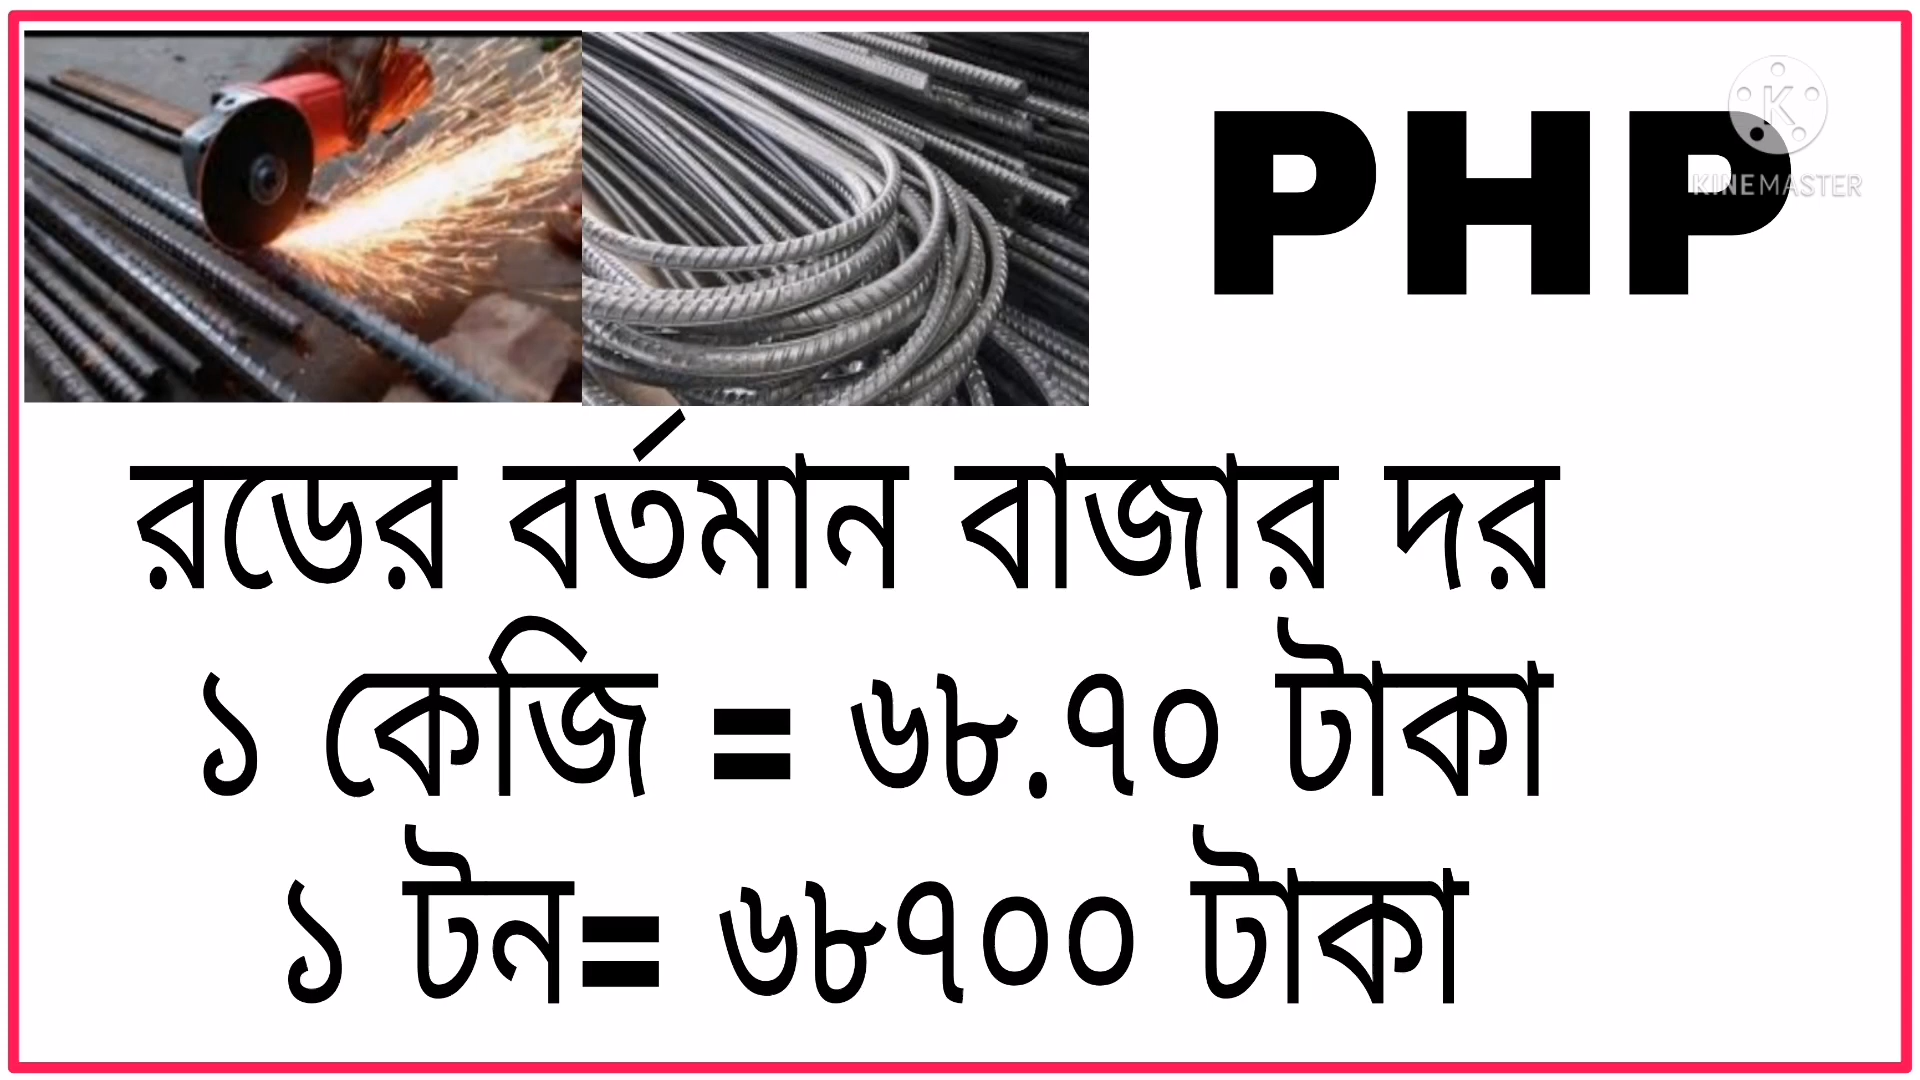 PHP
KINEMASTER
রডের বর্তমান বাজার দর
১ কেজি = ৬৮.৭০ টাকা
১ টন= ৬৮৭০০ টাকা